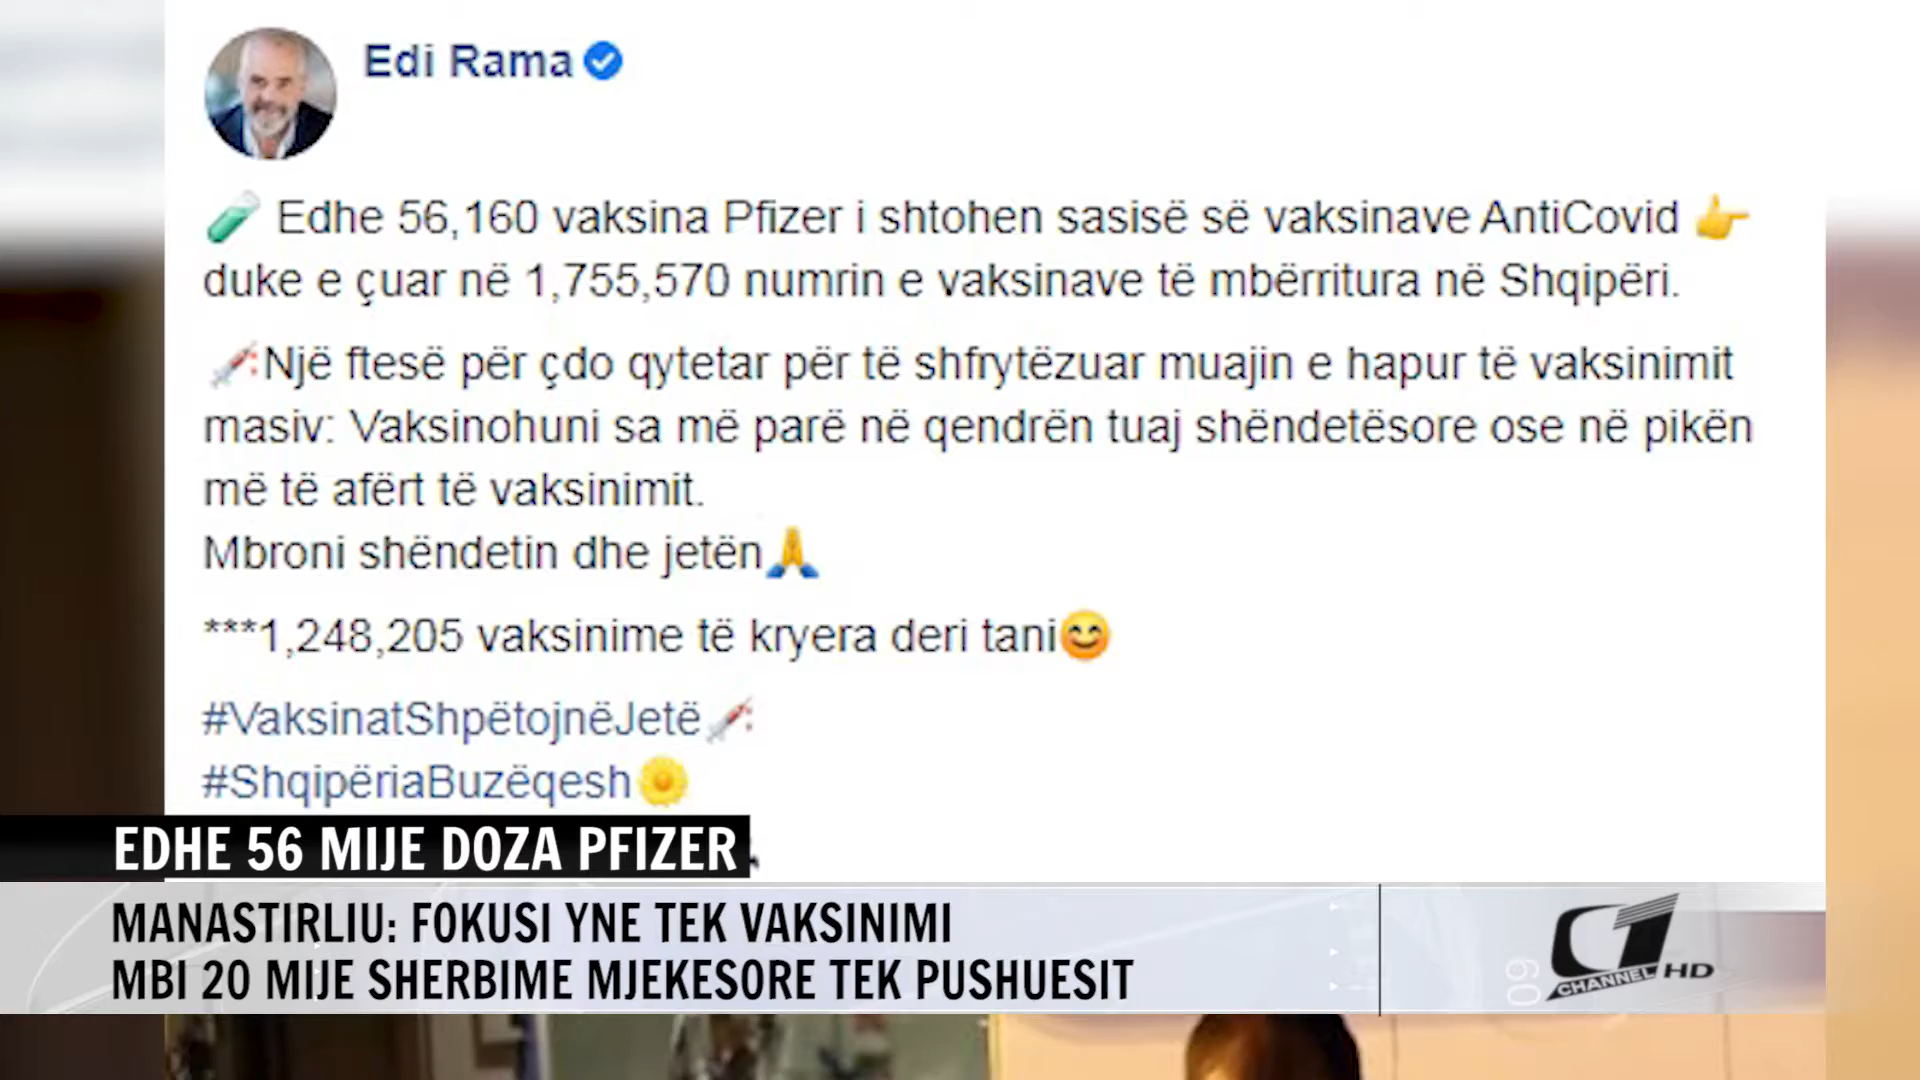 Edi Rama
Edhe 56,160 vaksina Pfizer i shtohen sasisë së vaksinave AntiCovid
duke e çuar në 1,755,570 numrin e vaksinave të mbërritura në Shqipëri.
Një ftesë për çdo qytetar për të shfrytëzuar muajin e hapur të vaksinimit
masiv: Vaksinohuni sa më parë në qendrën tuaj shëndetësore ose në pikën
më të afërt të vaksinimit.
Mbroni shëndetin dhe jetën
***1,248,205 vaksinime të kryera deri tani
#VaksinatShpëtojnëJetë
#ShqipëriaBuzëqesh
EDHE 56 MIJE DOZA PFIZER
MANASTIRLIU: FOKUSI YNE TEK VAKSINIMI
MBI 20 MIJE SHERBIME MJEKESORE TEK PUSHUESIT
09
C1
CHANNEL HD